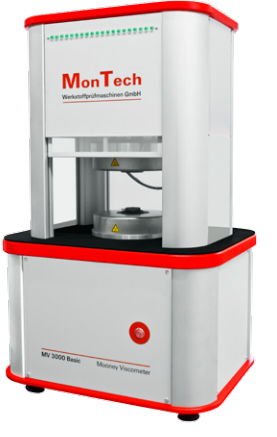 MonTech
Werkstoffprüfmaschinen GmbH
MV 3000 Basic
Mooney Viscometer